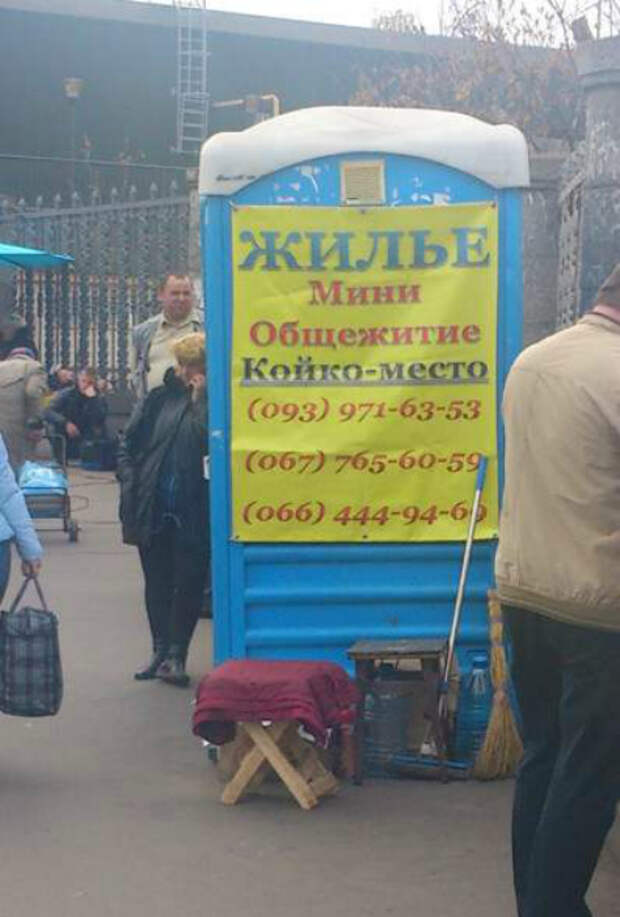 ЖИЛЬЕ
Мини
Общежитие
Койко-место
(093) 971-63-53
(067) 765-60-59
(066) 444-94-69